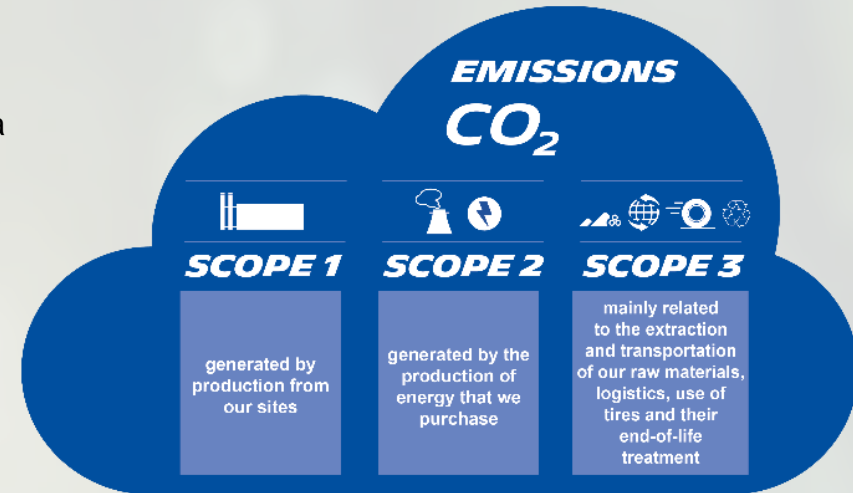 a
EMISSIONS
CO₂
SCOPE 1
generated by
production from
our sites
SCOPE 2
generated by the
production of
energy that we
purchase
SCOPE 3
mainly related
to the extraction
and transportation
of our raw materials,
logistics, use of
tires and their
end-of-life
treatment